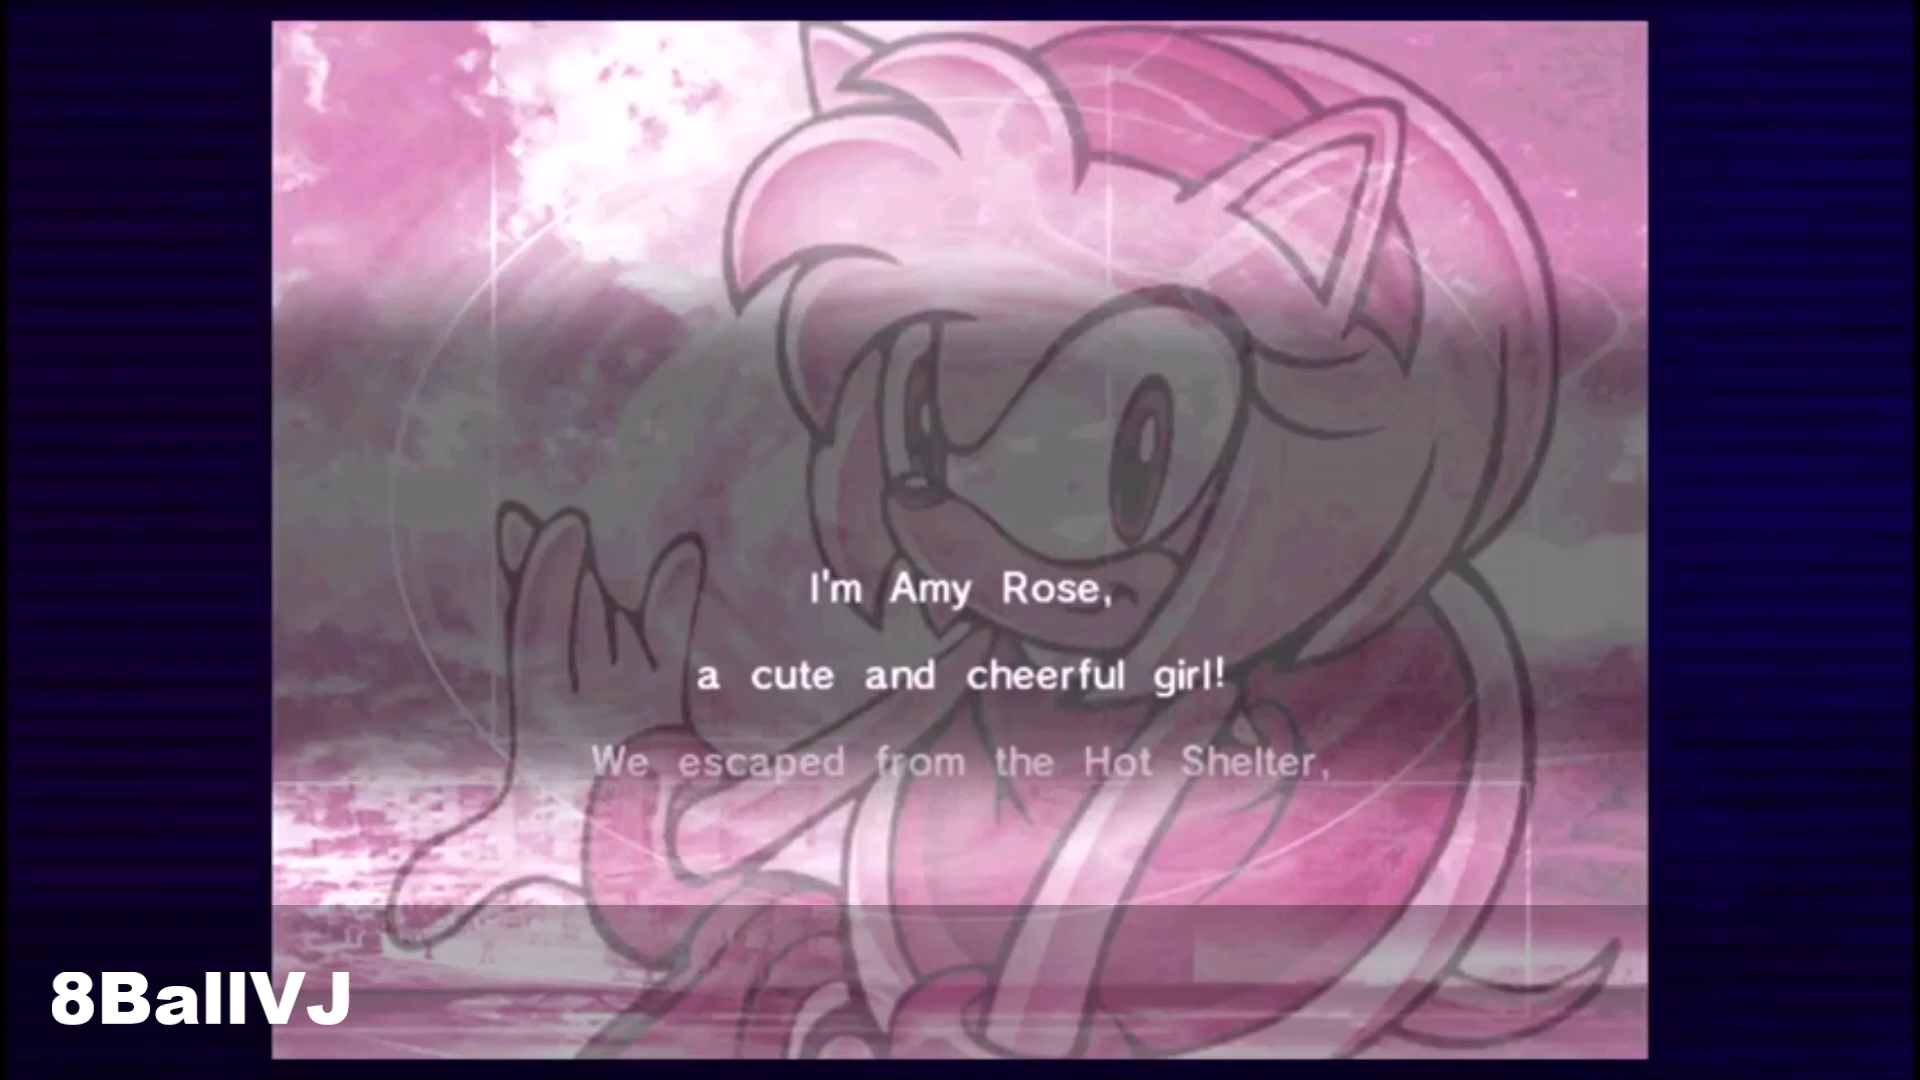 I'm Amy Rose,
a cute and cheerful girl!
We escaped from the Hot Shelter,
8BallVJ